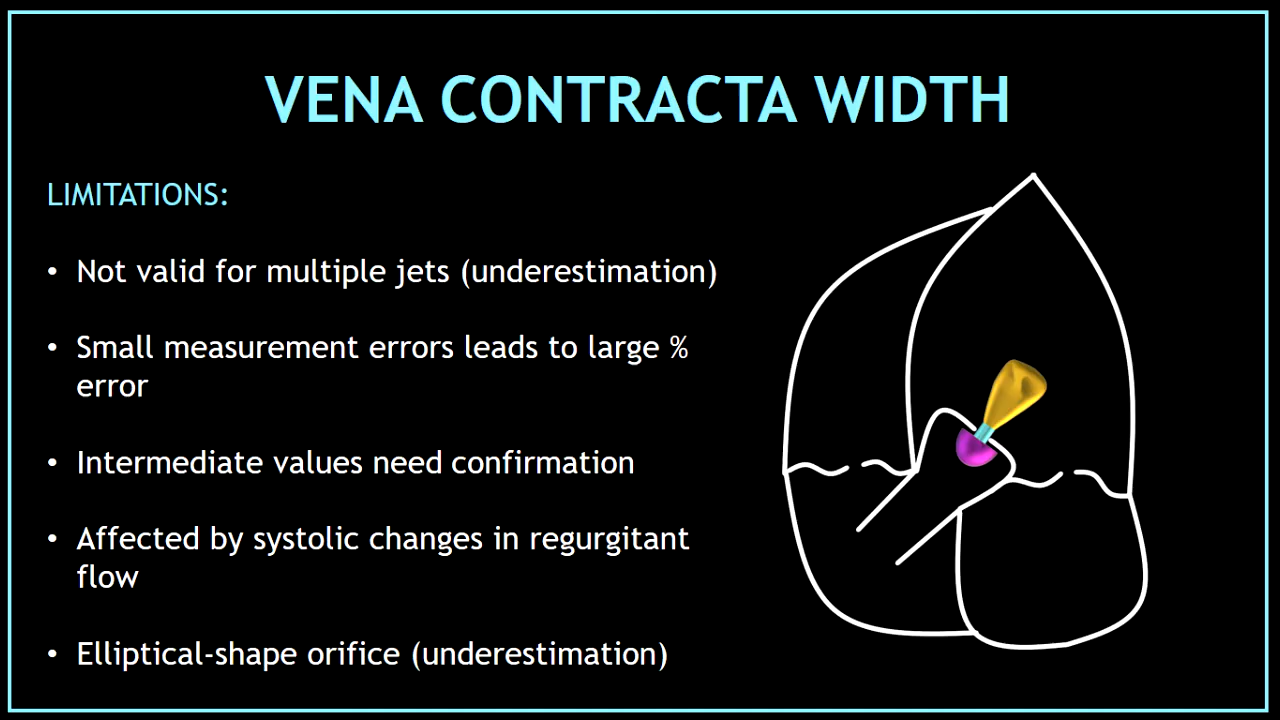 VENA CONTRACTA WIDTH
LIMITATIONS:
• Not valid for multiple jets (underestimation)
• Small measurement errors leads to large %
error
• Intermediate values need confirmation
• Affected by systolic changes in regurgitant
flow
• Elliptical-shape orifice (underestimation)